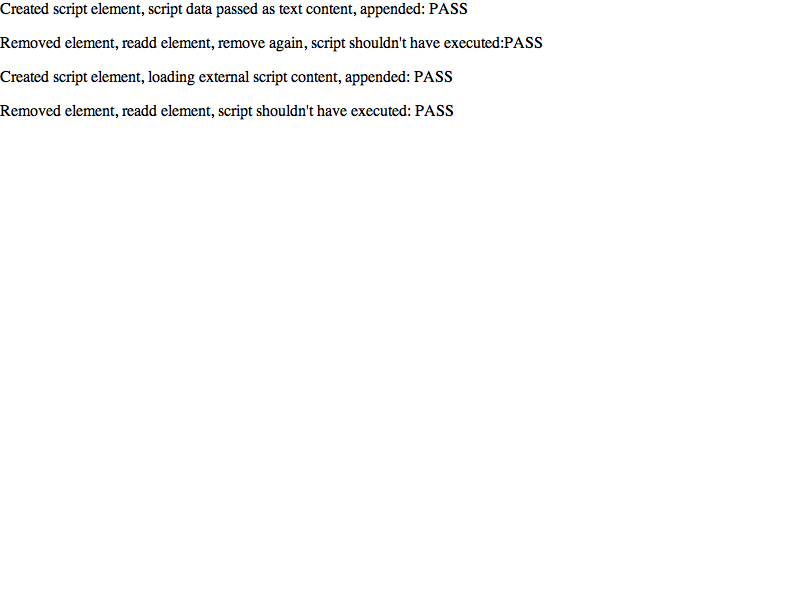 Created script element, script data passed as text content, appended: PASS
Removed element, readd element, remove again, script shouldn't have executed:PASS
Created script element, loading external script content, appended: PASS
Removed element, readd element, script shouldn't have executed: PASS